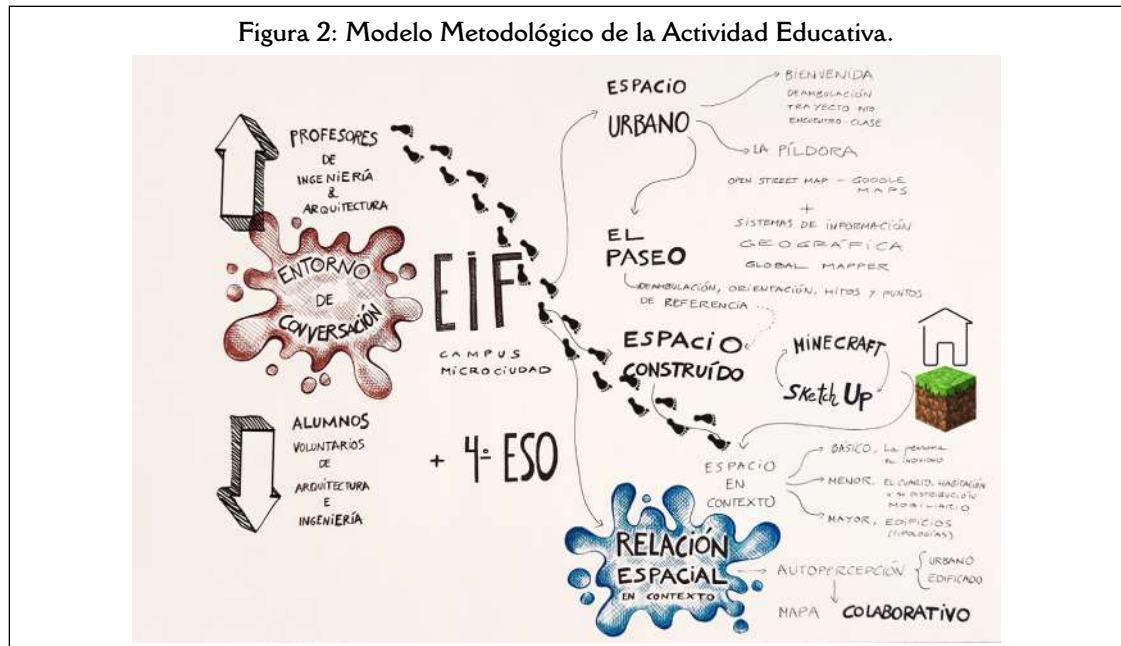 Figura 2: Modelo Metodológico de la Actividad Educativa.
PROFESORES
DE
INGENIERÍA
&
ARQUITECTURA
ENTORNO
DE
CONVERSACIÓN
ALUMNOS
VOLUNTARIOS
DE
ARQUITECTURA
E
INGENIERÍA
EIF
CAMPUS
MICROCIUDAD
+ 4º ESO
ESPACIO
URBANO
BIENVENIDA
DEAMBULACIÓN
TRAYECTO PTO
ENCUENTRO-CLASE
LA PÍLDORA
OPEN STREET MAP - GOOGLE
MAPS
+
SISTEMAS DE INFORMACIÓN
GEOGRÁFICA
GLOBAL MAPPER
EL
PASEO
DEAMBULACIÓN, ORIENTACIÓN, HITOS Y PUNTOS
DE REFERENCIA
ESPACIO
CONSTRUÍDO
MINECRAFT
SketchUp
ESPACIO
EN
CONTEXTO
BÁSICO, La persona
EL INDIVIDUO
MENOR, EL CUARTO, HABITACIÓN
Y SU DISTRIBUCIÓN
MOBILIARIO
MAYOR, EDIFICIOS
(TIPOLOGÍAS)
RELACIÓN
ESPACIAL
EN CONTEXTO
AUTOPERCEPCIÓN
URBANO
EDIFICADO
MAPA COLABORATIVO